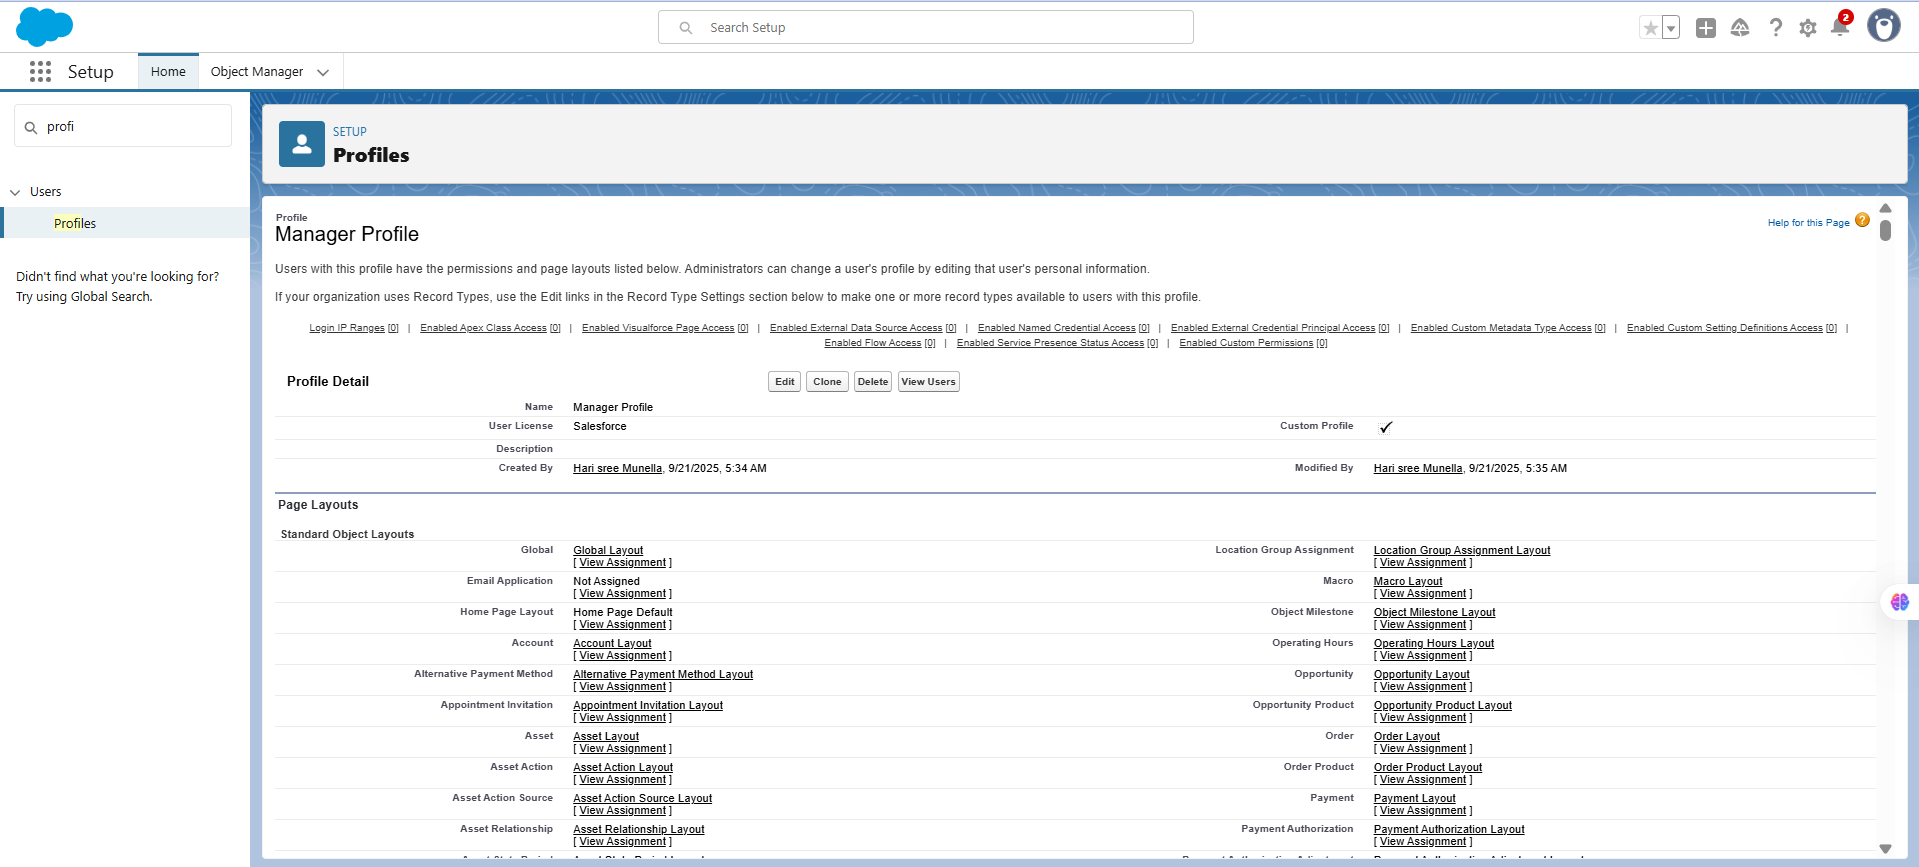 Search Setup
2
Setup
Home
Object Manager
profi
Users
Profiles
Didn't find what you're looking for?
Try using Global Search.
SETUP
Profiles
Profile
Manager Profile
Help for this Page ?
Users with this profile have the permissions and page layouts listed below. Administrators can change a user's profile by editing that user's personal information.
If your organization uses Record Types, use the Edit links in the Record Type Settings section below to make one or more record types available to users with this profile.
Login IP Ranges [0] | Enabled Apex Class Access [0] | Enabled Visualforce Page Access [0] | Enabled External Data Source Access [0] | Enabled Named Credential Access [0] | Enabled External Credential Principal Access [0] | Enabled Custom Metadata Type Access [0] | Enabled Custom Setting Definitions Access [0] |
Enabled Flow Access [0] | Enabled Service Presence Status Access [0] | Enabled Custom Permissions [0]
Profile Detail
Edit Clone Delete View Users
Name Manager Profile
User License Salesforce Custom Profile ✓
Description
Created By Hari sree Munella, 9/21/2025, 5:34 AM Modified By Hari sree Munella, 9/21/2025, 5:35 AM
Page Layouts
Standard Object Layouts
Global Global Layout Location Group Assignment Location Group Assignment Layout
[ View Assignment ] [ View Assignment ]
Email Application Not Assigned Macro Macro Layout
[ View Assignment ] [ View Assignment ]
Home Page Layout Home Page Default Object Milestone Object Milestone Layout
[ View Assignment ] [ View Assignment ]
Account Account Layout Operating Hours Operating Hours Layout
[ View Assignment ] [ View Assignment ]
Alternative Payment Method Alternative Payment Method Layout Opportunity Opportunity Layout
[ View Assignment ] [ View Assignment ]
Appointment Invitation Appointment Invitation Layout Opportunity Product Opportunity Product Layout
[ View Assignment ] [ View Assignment ]
Asset Asset Layout Order Order Layout
[ View Assignment ] [ View Assignment ]
Asset Action Asset Action Layout Order Product Order Product Layout
[ View Assignment ] [ View Assignment ]
Asset Action Source Asset Action Source Layout Payment Payment Layout
[ View Assignment ] [ View Assignment ]
Asset Relationship Asset Relationship Layout Payment Authorization Payment Authorization Layout
[ View Assignment ] [ View Assignment ]